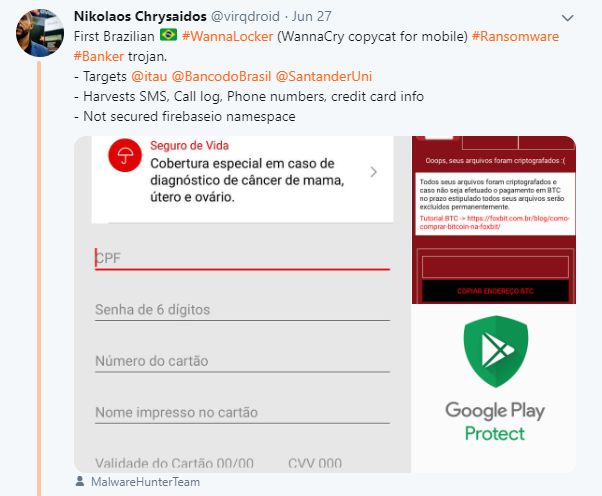 Nikolaos Chrysaidos @virqdroid · Jun 27
First Brazilian 🇧🇷 #WannaLocker (WannaCry copycat for mobile) #Ransomware
#Banker trojan.
- Targets @itau @BancodoBrasil @SantanderUni
- Harvests SMS, Call log, Phone numbers, credit card info
- Not secured firebaseio namespace
Seguro de Vida
Cobertura especial em caso de
diagnóstico de câncer de mama,
útero e ovário.
CPF
Senha de 6 dígitos
Número do cartão
Nome impresso no cartão
Validade do Cartão 00/00 CVV 000
Ooops, seus arquivos foram criptografados :(
Todos seus arquivos foram criptografados e
caso não seja efetuado o pagamento em BTC
no prazo estipulado todos seus arquivos serão
excluídos permanentemente.
Tutorial BTC -> https://foxbit.com.br/blog/como-
comprar-bitcoin-na-foxbit/
COPIAR ENDEREÇO BTC
Google Play
Protect
MalwareHunterTeam